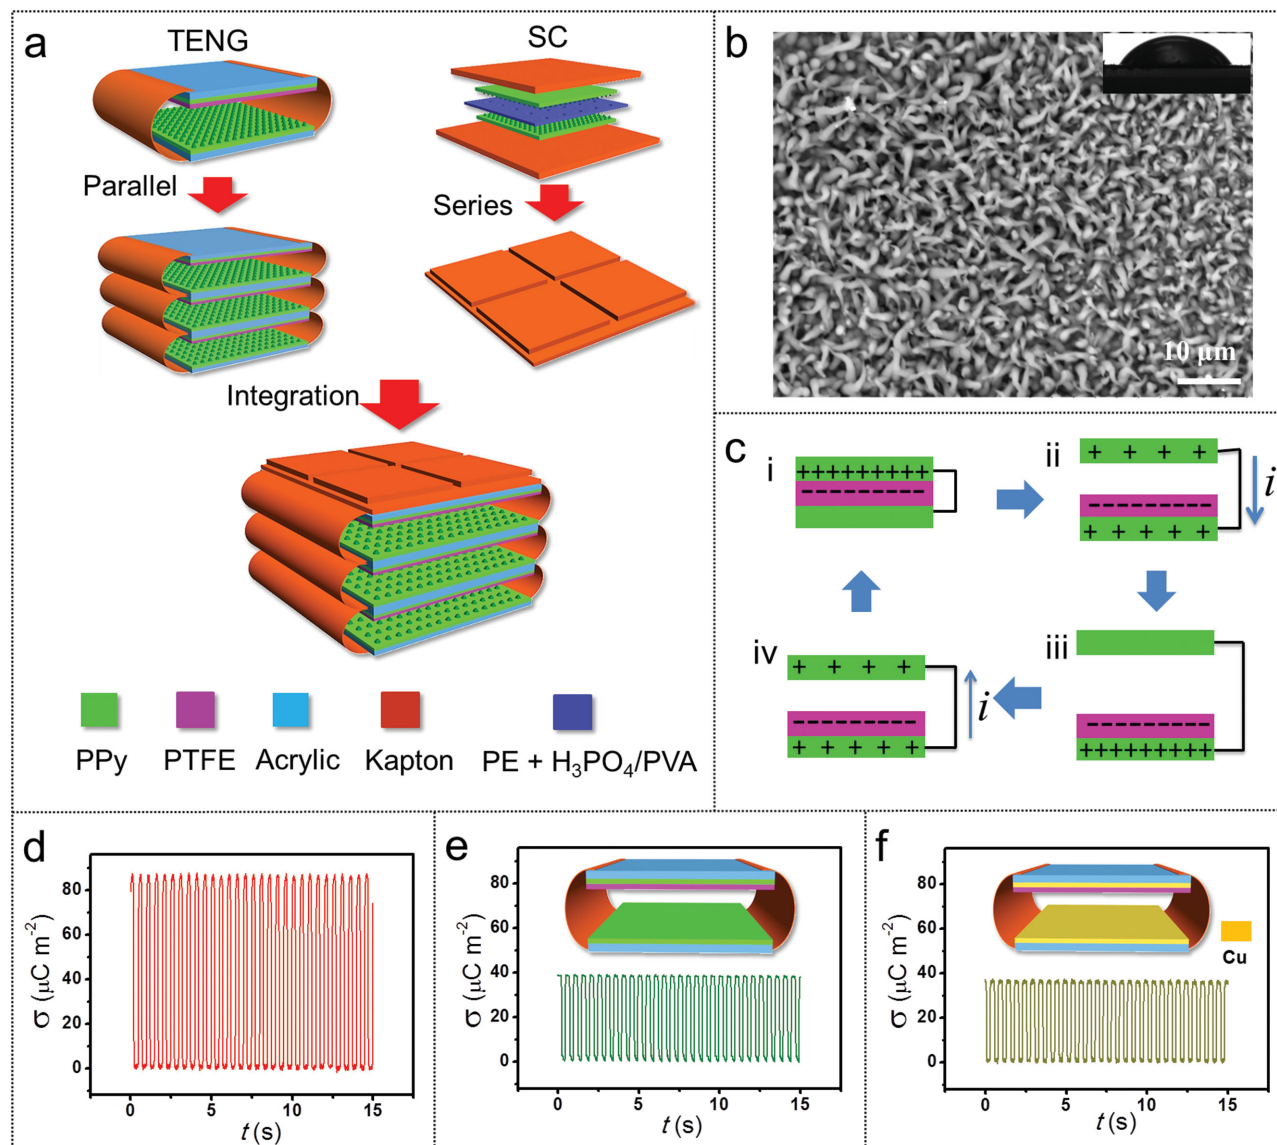 a
TENG
SC
Parallel
Series
Integration
PPy
PTFE
Acrylic
Kapton
PE + H₃PO₄/PVA
b
10 μm
c
i
+++++++++
−−−−−−−−−
ii
+ + + +
−−−−−−−−−
+ + + + +
i
iii
−−−−−−−−−
+++++++++
iv
+ + + +
−−−−−−−−−
+ + + + +
i
d
σ (μC m⁻²)
80
60
40
20
0
0 5 10 15
t (s)
e
σ (μC m⁻²)
80
60
40
20
0
0 5 10 15
t (s)
f
σ (μC m⁻²)
80
60
40
20
0
Cu
0 5 10 15
t (s)